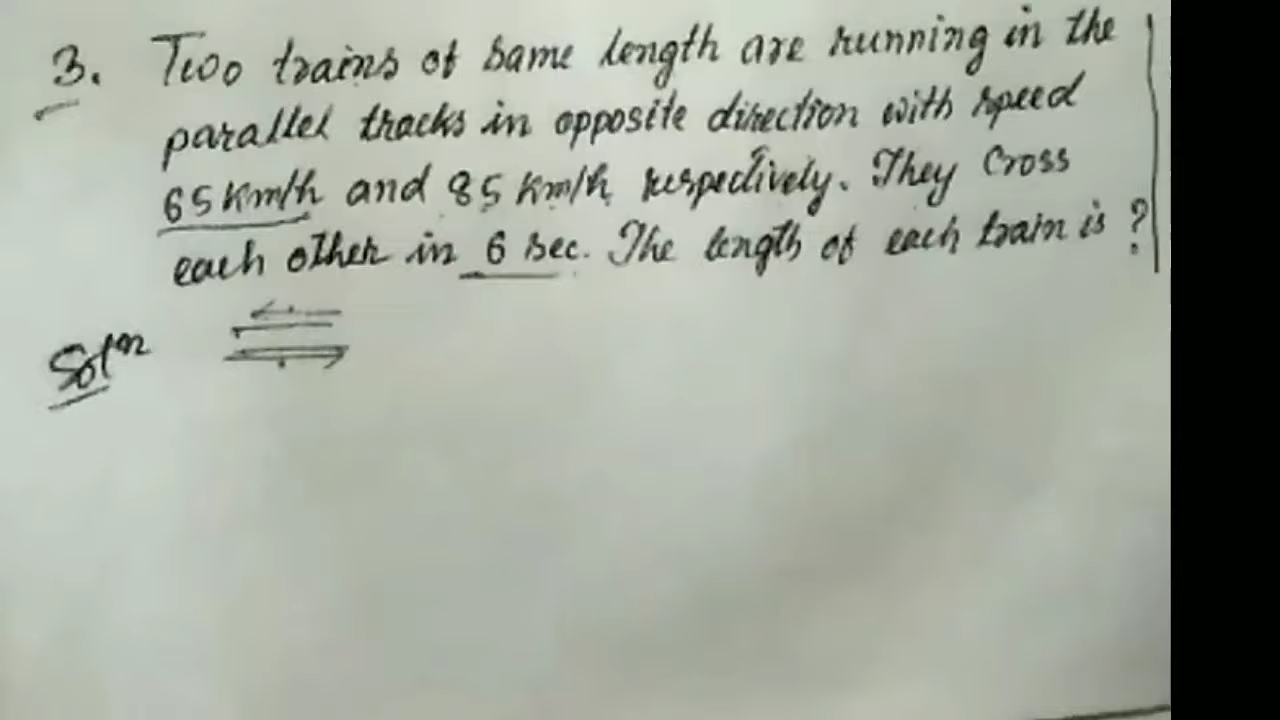 3. Two trains of same length are running in the
parallel tracks in opposite direction with speed
65 Km/h and 85 Km/h respectively. They Cross
each other in 6 sec. The length of each train is ?
Solⁿ